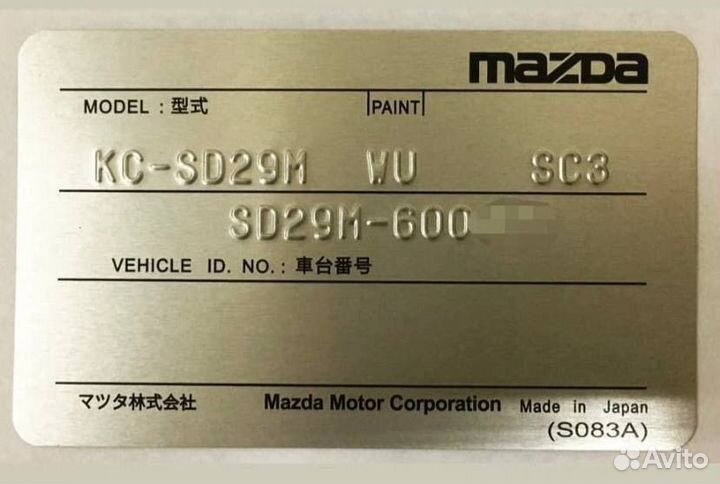 mazda
MODEL : 型式 PAINT
KC-SD29M WU SC3
SD29M-600
VEHICLE ID. NO. : 車台番号
マツタ株式会社 Mazda Motor Corporation Made in Japan
(S083A)
Avito